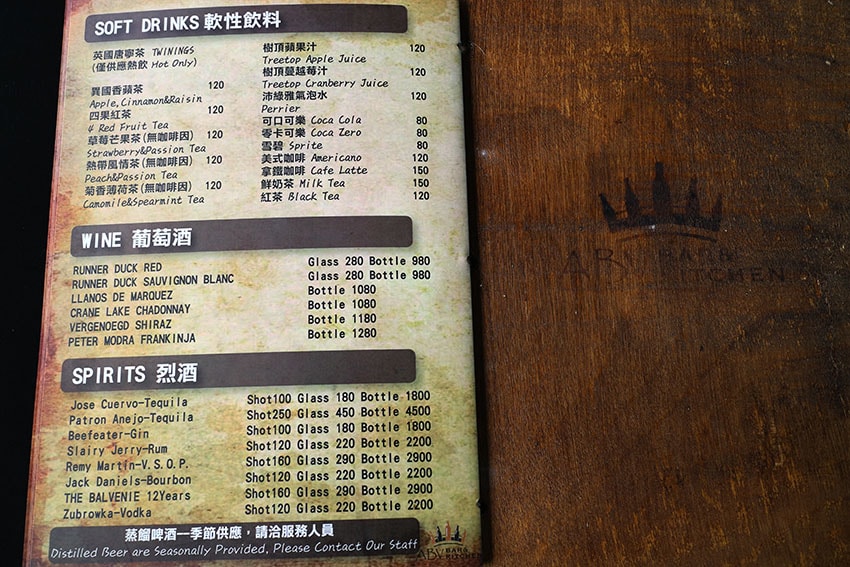 SOFT DRINKS 軟性飲料
英國唐寧茶 TWININGS
(僅供應熱飲 Hot Only)
異國香蘋茶 120
Apple,Cinnamon&Raisin
四果紅茶 120
4 Red Fruit Tea
草莓芒果茶(無咖啡因) 120
Strawberry&Passion Tea
熱帶風情茶(無咖啡因) 120
Peach&Passion Tea
菊香薄荷茶(無咖啡因) 120
Camomile&Spearmint Tea
樹頂蘋果汁 120
Treetop Apple Juice
樹頂蔓越莓汁 120
Treetop Cranberry Juice
沛綠雅氣泡水 120
Perrier
可口可樂 Coca Cola 80
零卡可樂 Coca Zero 80
雪碧 Sprite 80
美式咖啡 Americano 120
拿鐵咖啡 Cafe Latte 150
鮮奶茶 Milk Tea 150
紅茶 Black Tea 120
WINE 葡萄酒
RUNNER DUCK RED Glass 280 Bottle 980
RUNNER DUCK SAUVIGNON BLANC Glass 280 Bottle 980
LLANOS DE MARQUEZ Bottle 1080
CRANE LAKE CHADONNAY Bottle 1080
VERGENOEGD SHIRAZ Bottle 1180
PETER MODRA FRANKINJA Bottle 1280
SPIRITS 烈酒
Jose Cuervo-Tequila Shot100 Glass 180 Bottle 1800
Patron Anejo-Tequila Shot250 Glass 450 Bottle 4500
Beefeater-Gin Shot100 Glass 180 Bottle 1800
Slairy Jerry-Rum Shot120 Glass 220 Bottle 2200
Remy Martin-V.S.O.P. Shot160 Glass 290 Bottle 2900
Jack Daniels-Bourbon Shot120 Glass 220 Bottle 2200
THE BALVENIE 12Years Shot160 Glass 290 Bottle 2900
Zubrowka-Vodka Shot120 Glass 220 Bottle 2200
蒸餾啤酒—季節供應，請洽服務人員
Distilled Beer are Seasonally Provided, Please Contact Our Staff
ABV BAR&
KITCHEN
ABV BAR&
KITCHEN